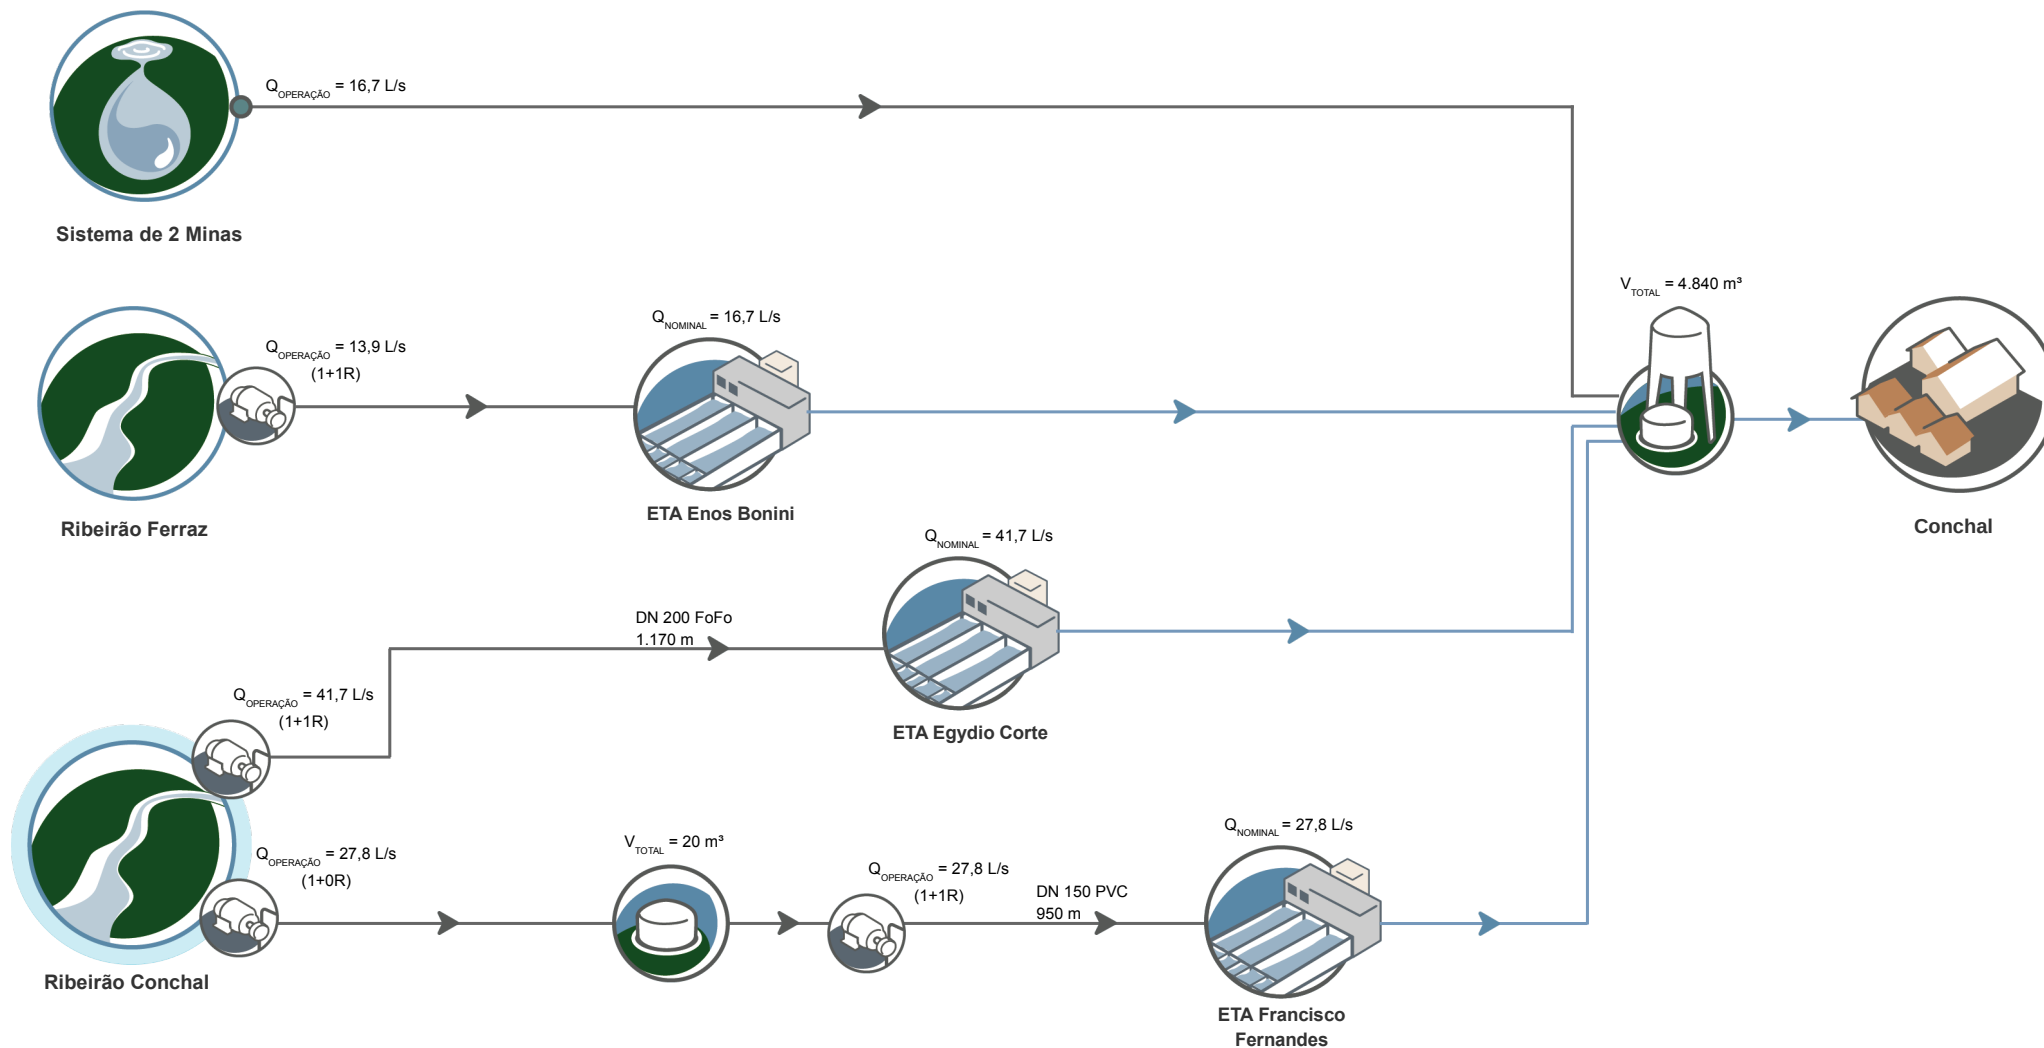 Q OPERAÇÃO = 16,7 L/s
Sistema de 2 Minas
V TOTAL = 4.840 m³
Q NOMINAL = 16,7 L/s
Q OPERAÇÃO = 13,9 L/s
(1+1R)
ETA Enos Bonini
Ribeirão Ferraz
Conchal
Q NOMINAL = 41,7 L/s
DN 200 FoFo
1.170 m
Q OPERAÇÃO = 41,7 L/s
(1+1R)
ETA Egydio Corte
Q OPERAÇÃO = 27,8 L/s
(1+0R)
V TOTAL = 20 m³
Q OPERAÇÃO = 27,8 L/s
(1+1R)
DN 150 PVC
950 m
Q NOMINAL = 27,8 L/s
Ribeirão Conchal
ETA Francisco
Fernandes